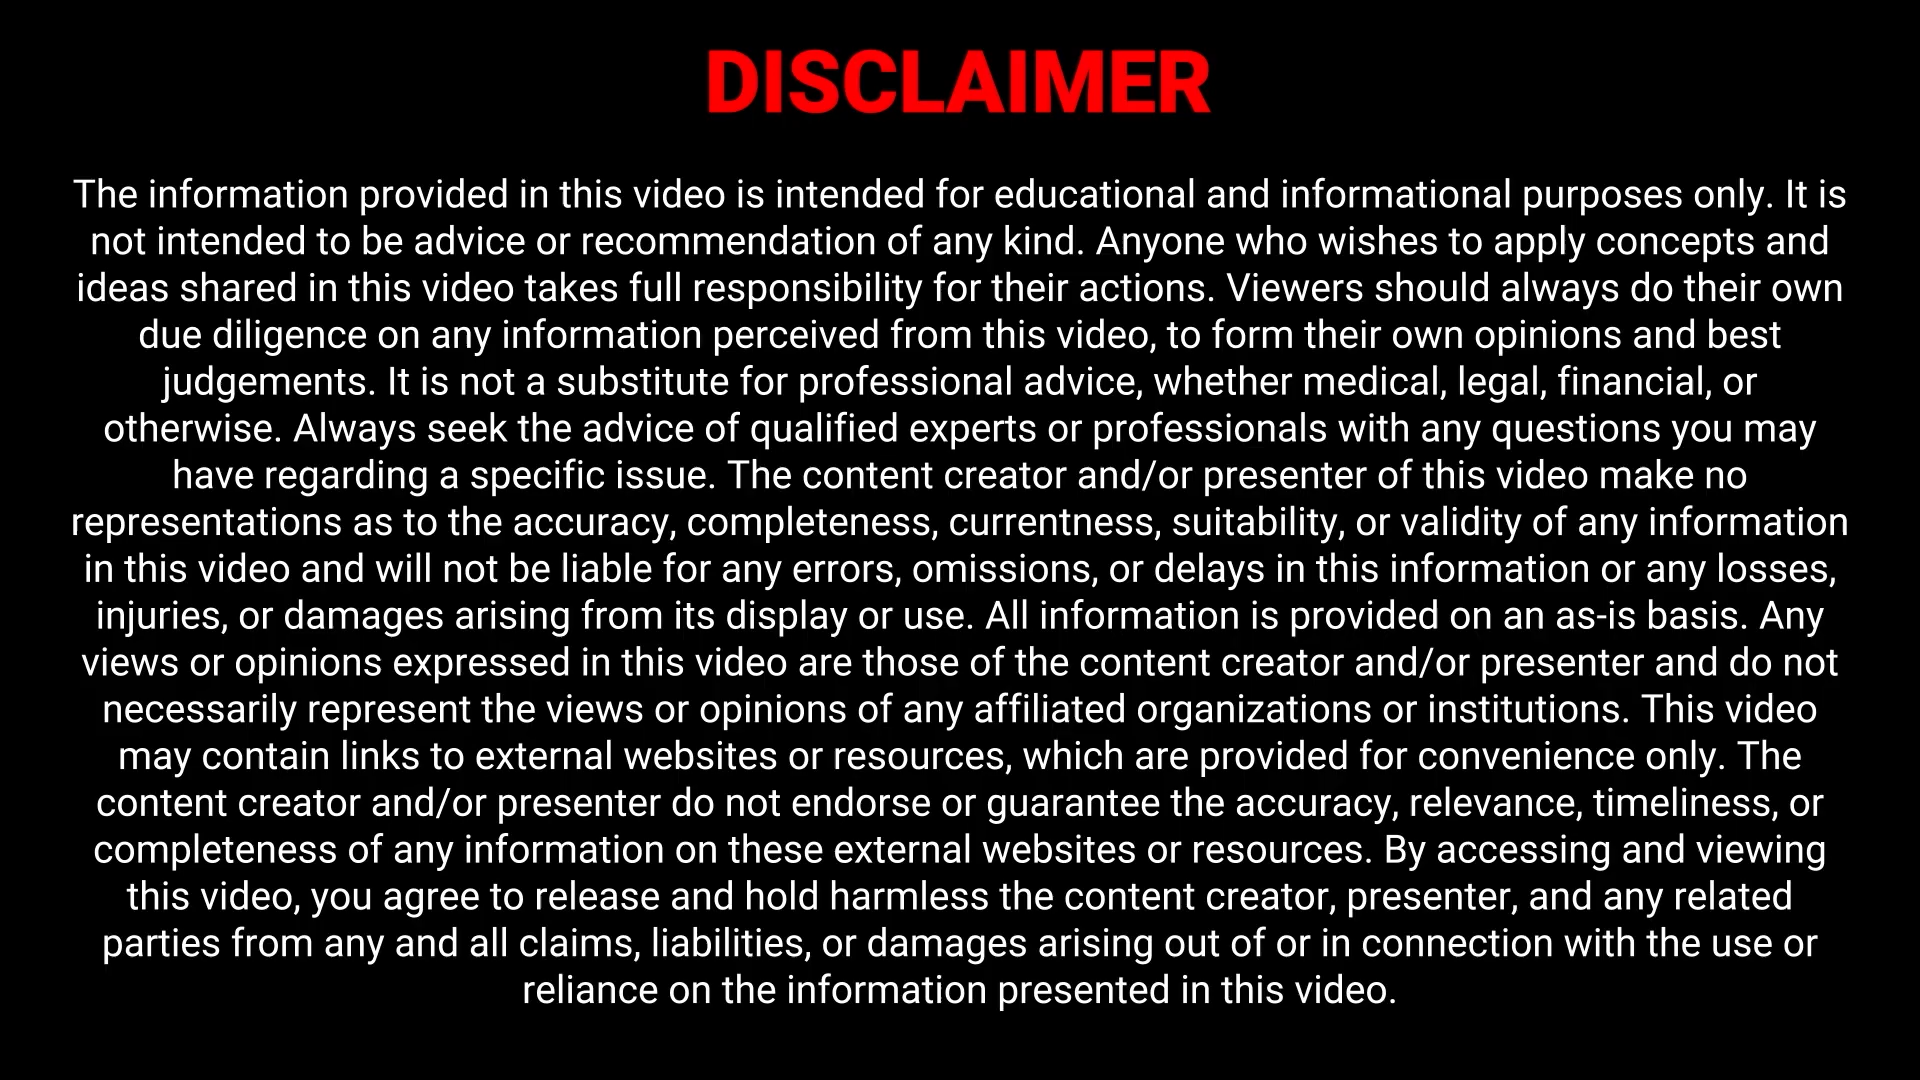 DISCLAIMER
The information provided in this video is intended for educational and informational purposes only. It is
not intended to be advice or recommendation of any kind. Anyone who wishes to apply concepts and
ideas shared in this video takes full responsibility for their actions. Viewers should always do their own
due diligence on any information perceived from this video, to form their own opinions and best
judgements. It is not a substitute for professional advice, whether medical, legal, financial, or
otherwise. Always seek the advice of qualified experts or professionals with any questions you may
have regarding a specific issue. The content creator and/or presenter of this video make no
representations as to the accuracy, completeness, currentness, suitability, or validity of any information
in this video and will not be liable for any errors, omissions, or delays in this information or any losses,
injuries, or damages arising from its display or use. All information is provided on an as-is basis. Any
views or opinions expressed in this video are those of the content creator and/or presenter and do not
necessarily represent the views or opinions of any affiliated organizations or institutions. This video
may contain links to external websites or resources, which are provided for convenience only. The
content creator and/or presenter do not endorse or guarantee the accuracy, relevance, timeliness, or
completeness of any information on these external websites or resources. By accessing and viewing
this video, you agree to release and hold harmless the content creator, presenter, and any related
parties from any and all claims, liabilities, or damages arising out of or in connection with the use or
reliance on the information presented in this video.